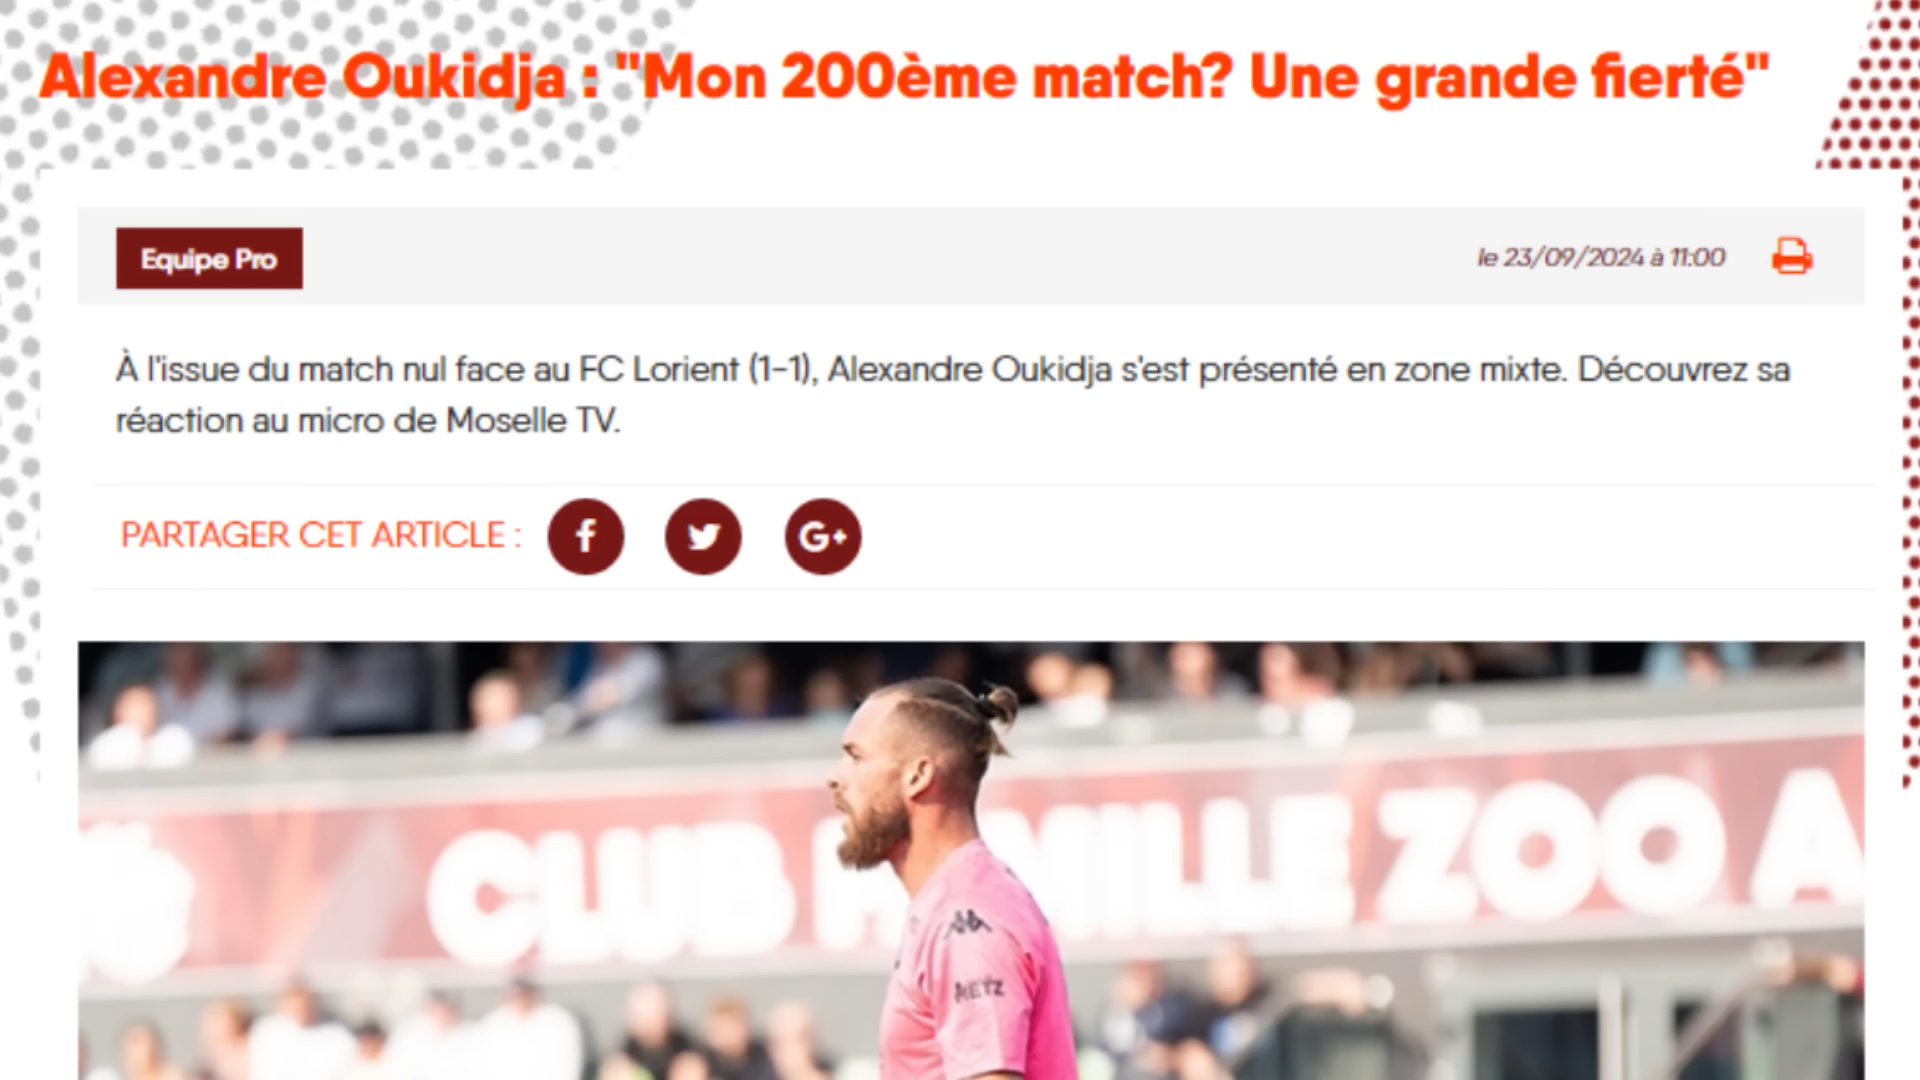 Alexandre Oukidja : "Mon 200ème match? Une grande fierté"
Equipe Pro
le 23/09/2024 à 11:00
À l'issue du match nul face au FC Lorient (1-1), Alexandre Oukidja s'est présenté en zone mixte. Découvrez sa
réaction au micro de Moselle TV.
PARTAGER CET ARTICLE :
f
G+
CLUB ZOO A
METZ